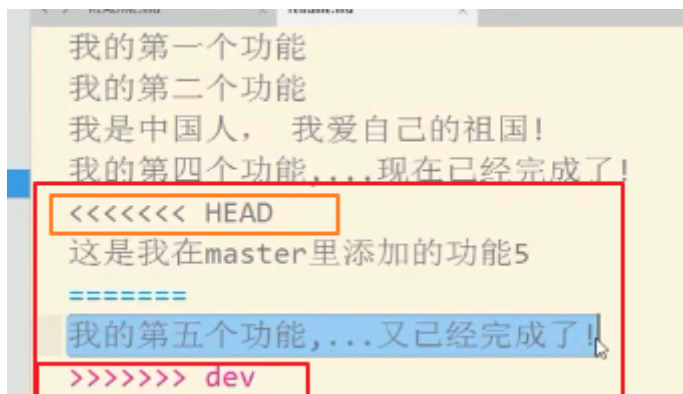 我的第一个功能
我的第二个功能
我是中国人， 我爱自己的祖国!
我的第四个功能,...现在已经完成了!
<<<<<<< HEAD
这是我在master里添加的功能5
=======
我的第五个功能,...又已经完成了!
>>>>>>> dev